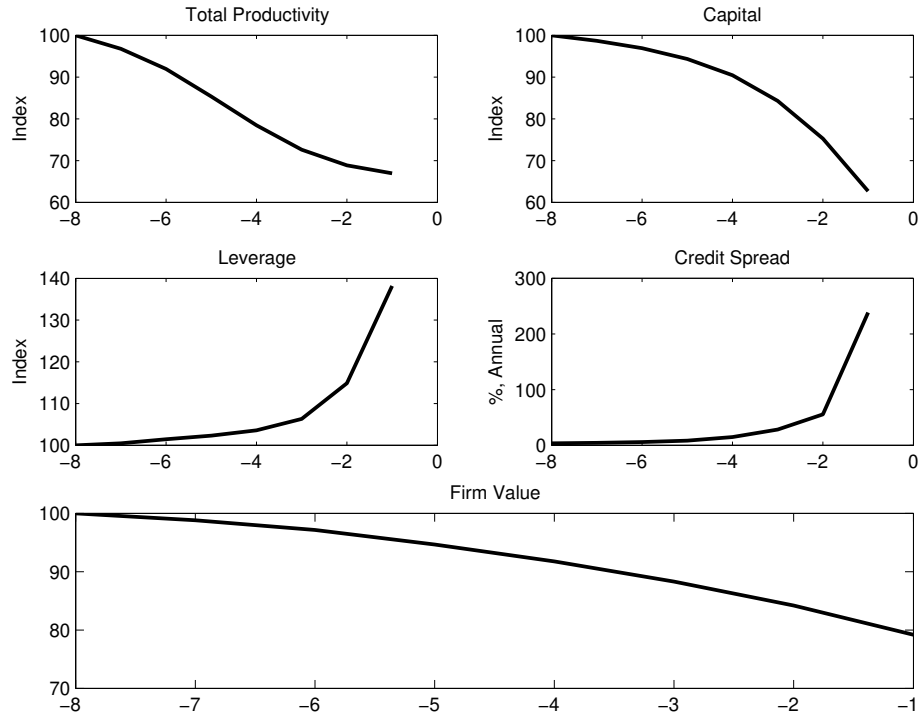 Total Productivity
Index
100
90
80
70
60
−8 −6 −4 −2 0
Capital
Index
100
90
80
70
60
−8 −6 −4 −2 0
Leverage
Index
140
130
120
110
100
−8 −6 −4 −2 0
Credit Spread
%, Annual
300
200
100
0
−8 −6 −4 −2 0
Firm Value
100
90
80
70
−8 −7 −6 −5 −4 −3 −2 −1